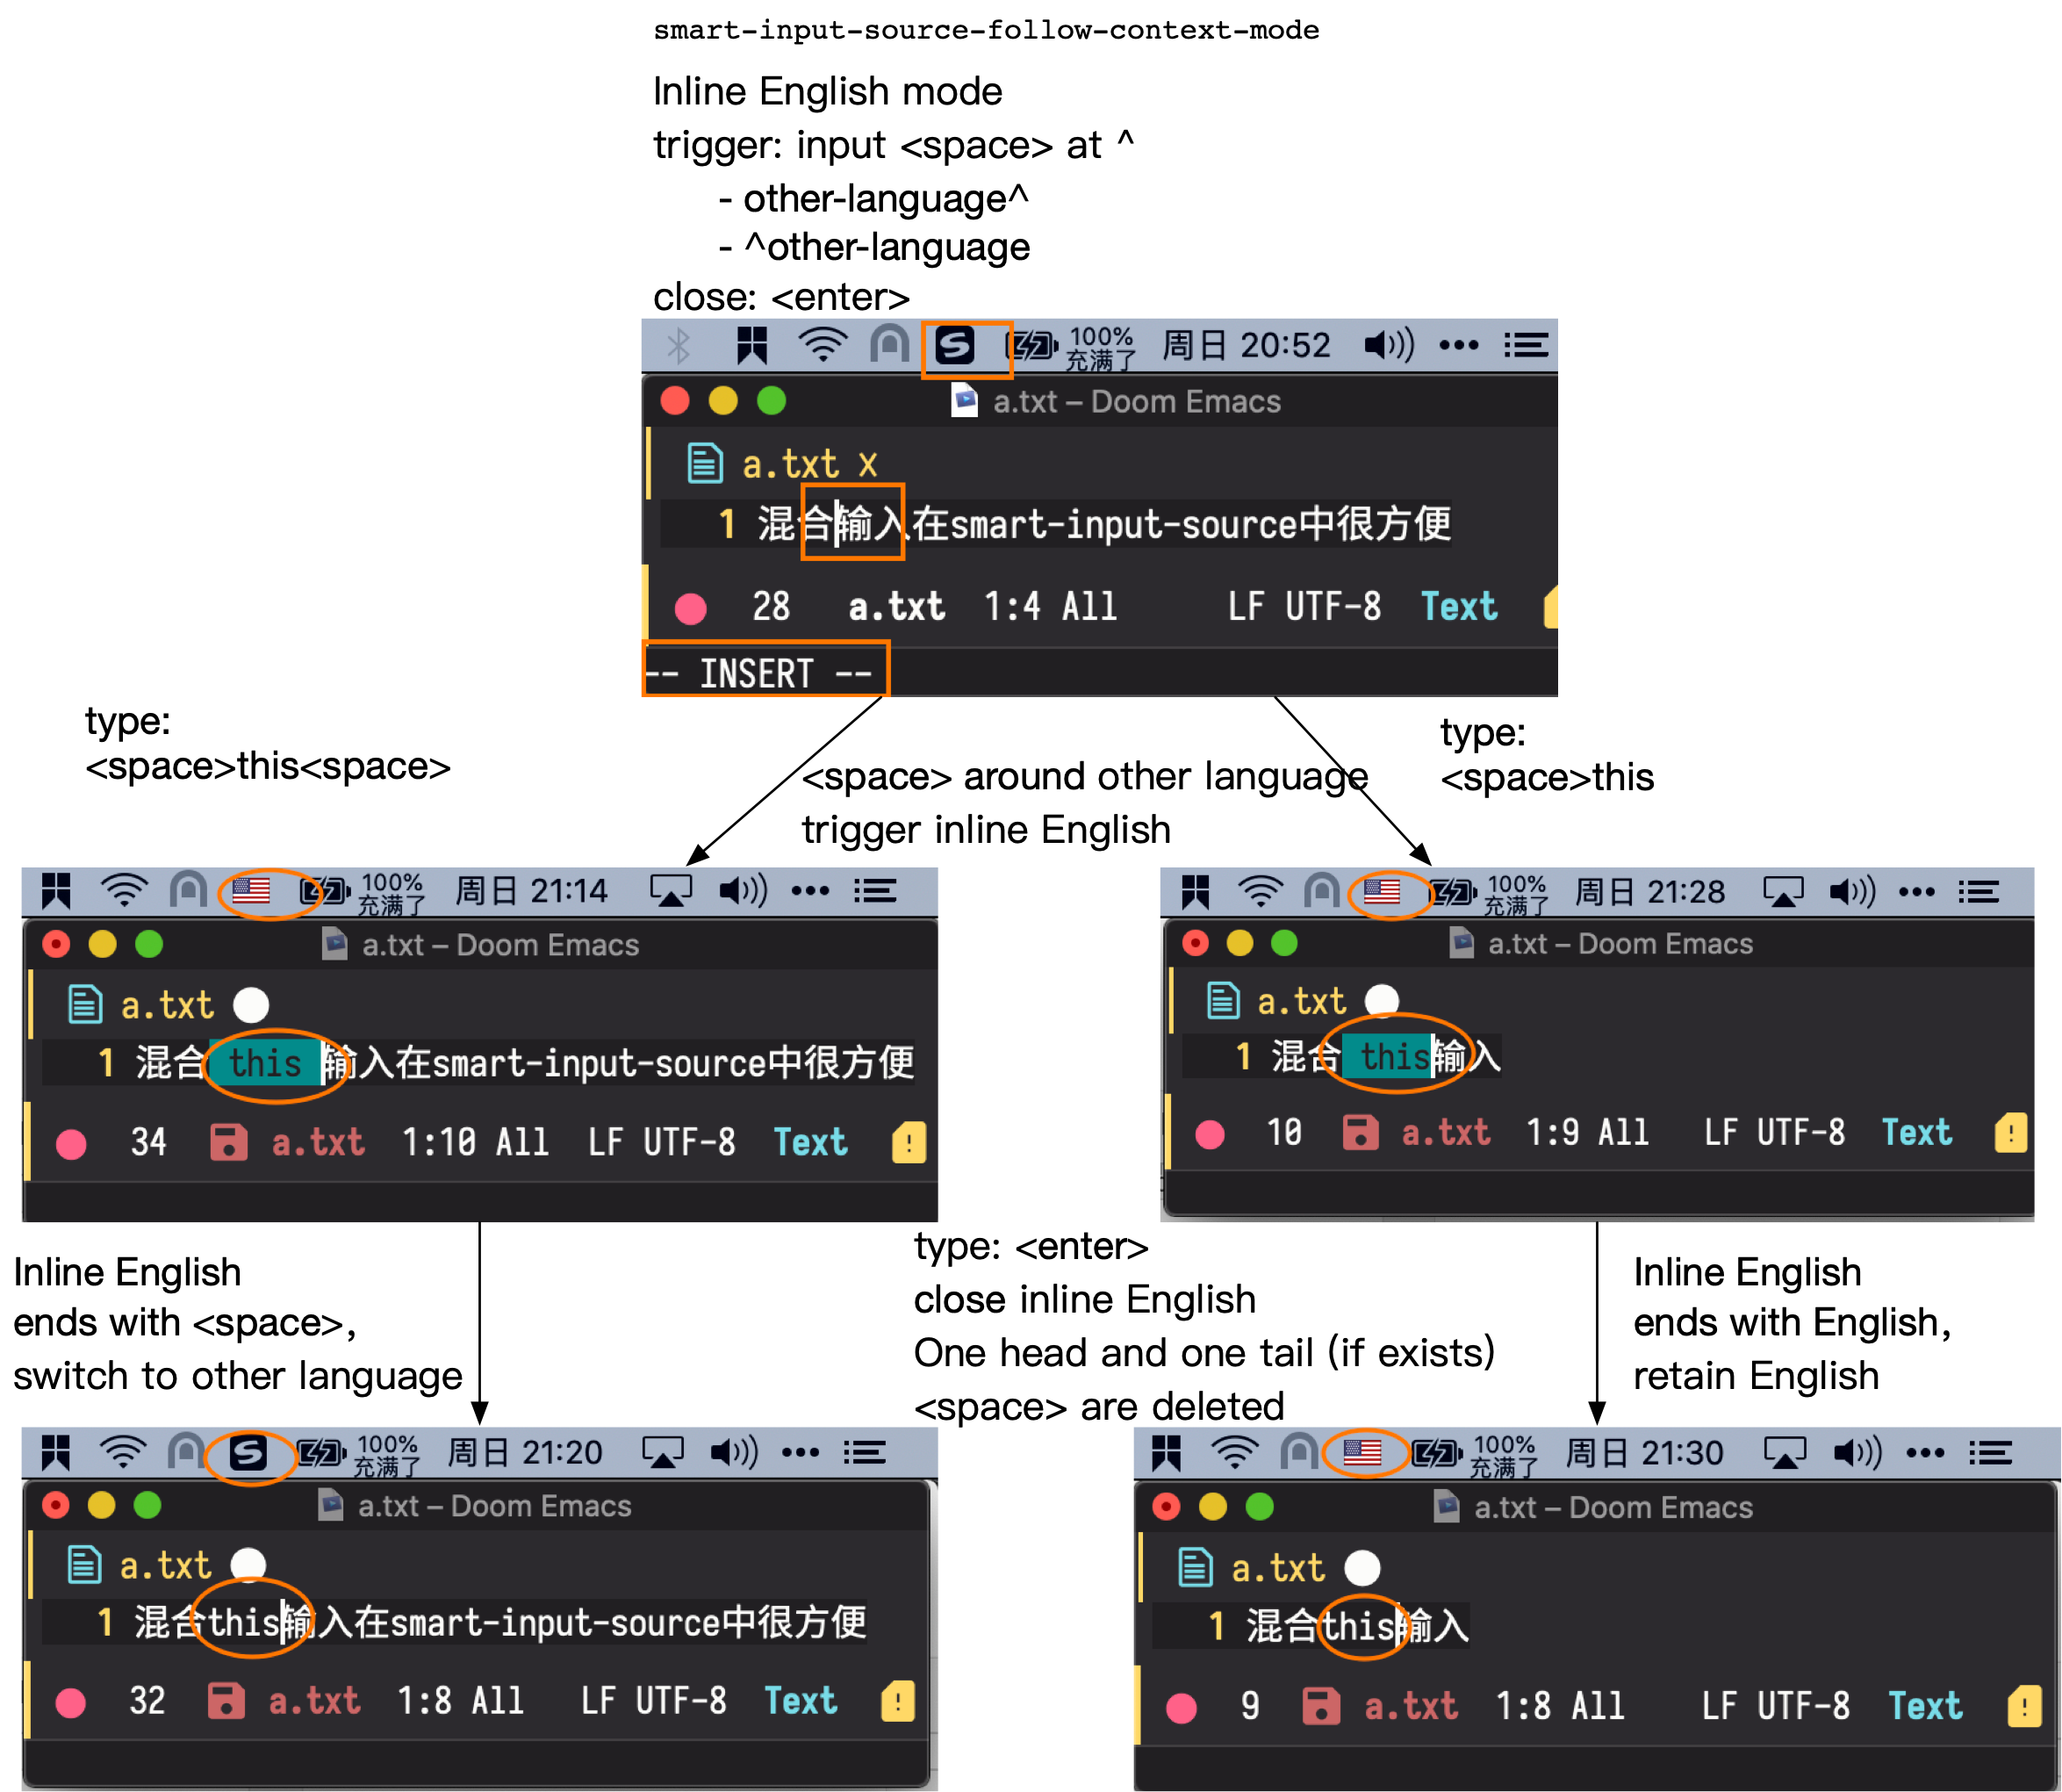 smart-input-source-follow-context-mode
Inline English mode
trigger: input <space> at ^
- other-language^
- ^other-language
close: <enter>
100%
充满了
周日 20:52
a.txt – Doom Emacs
a.txt x
1 混合输入在smart-input-source中很方便
28 a.txt 1:4 All LF UTF-8 Text
-- INSERT --
type:
<space>this<space>
<space> around other language
trigger inline English
type:
<space>this
100%
充满了
周日 21:14
a.txt – Doom Emacs
a.txt
1 混合 this 输入在smart-input-source中很方便
34 a.txt 1:10 All LF UTF-8 Text
100%
充满了
周日 21:28
a.txt – Doom Emacs
a.txt
1 混合 this输入
10 a.txt 1:9 All LF UTF-8 Text
Inline English
ends with <space>,
switch to other language
type: <enter>
close inline English
One head and one tail (if exists)
<space> are deleted
Inline English
ends with English,
retain English
100%
充满了
周日 21:20
a.txt – Doom Emacs
a.txt
1 混合this输入在smart-input-source中很方便
32 a.txt 1:8 All LF UTF-8 Text
100%
充满了
周日 21:30
a.txt – Doom Emacs
a.txt
1 混合this输入
9 a.txt 1:8 All LF UTF-8 Text